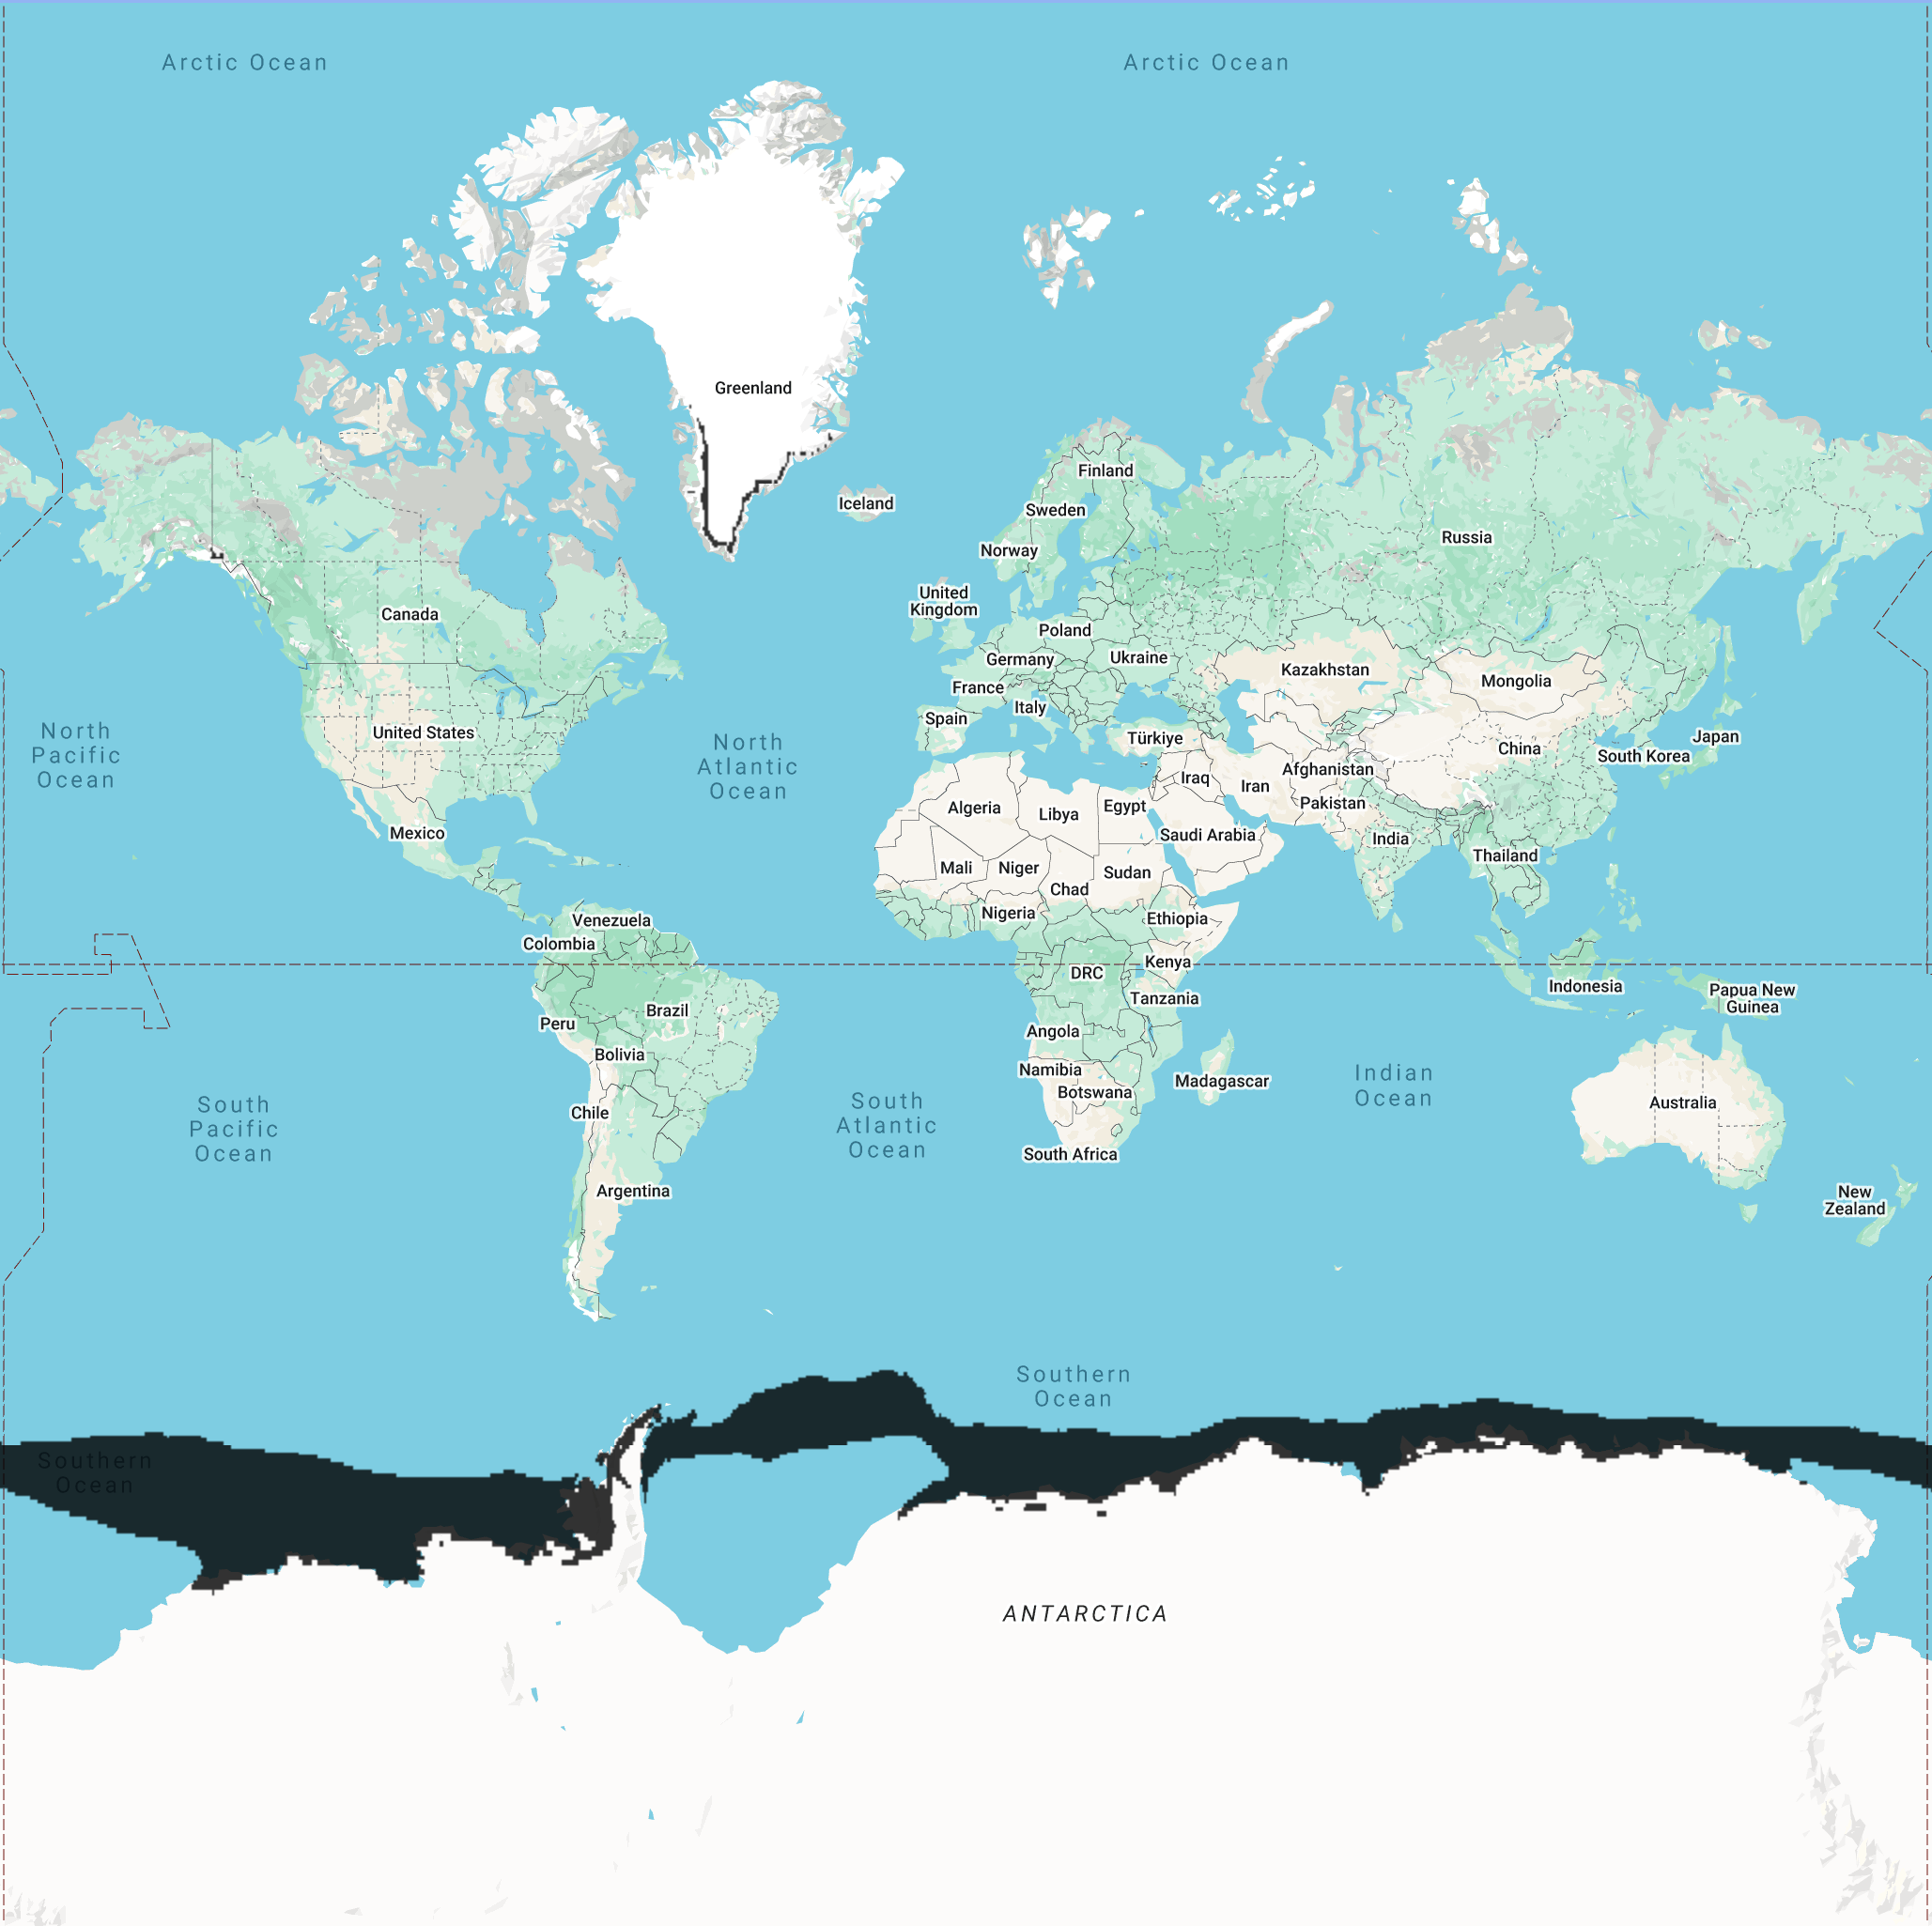 Arctic Ocean
Arctic Ocean
Greenland
Finland
Iceland
Sweden
Russia
Norway
United
Kingdom
Canada
Poland
Germany
Ukraine
Kazakhstan
Mongolia
France
Italy
Spain
United States
Türkiye
Japan
China
South Korea
North
Pacific
Ocean
North
Atlantic
Ocean
Iraq
Iran
Afghanistan
Pakistan
Algeria
Libya
Egypt
Saudi Arabia
India
Mexico
Thailand
Mali
Niger
Sudan
Chad
Nigeria
Ethiopia
Venezuela
Colombia
Kenya
DRC
Indonesia
Papua New
Guinea
Tanzania
Brazil
Peru
Angola
Bolivia
Namibia
Botswana
Madagascar
Indian
Ocean
Australia
Chile
South
Pacific
Ocean
South
Atlantic
Ocean
South Africa
Argentina
New
Zealand
Southern
Ocean
Southern
Ocean
ANTARCTICA